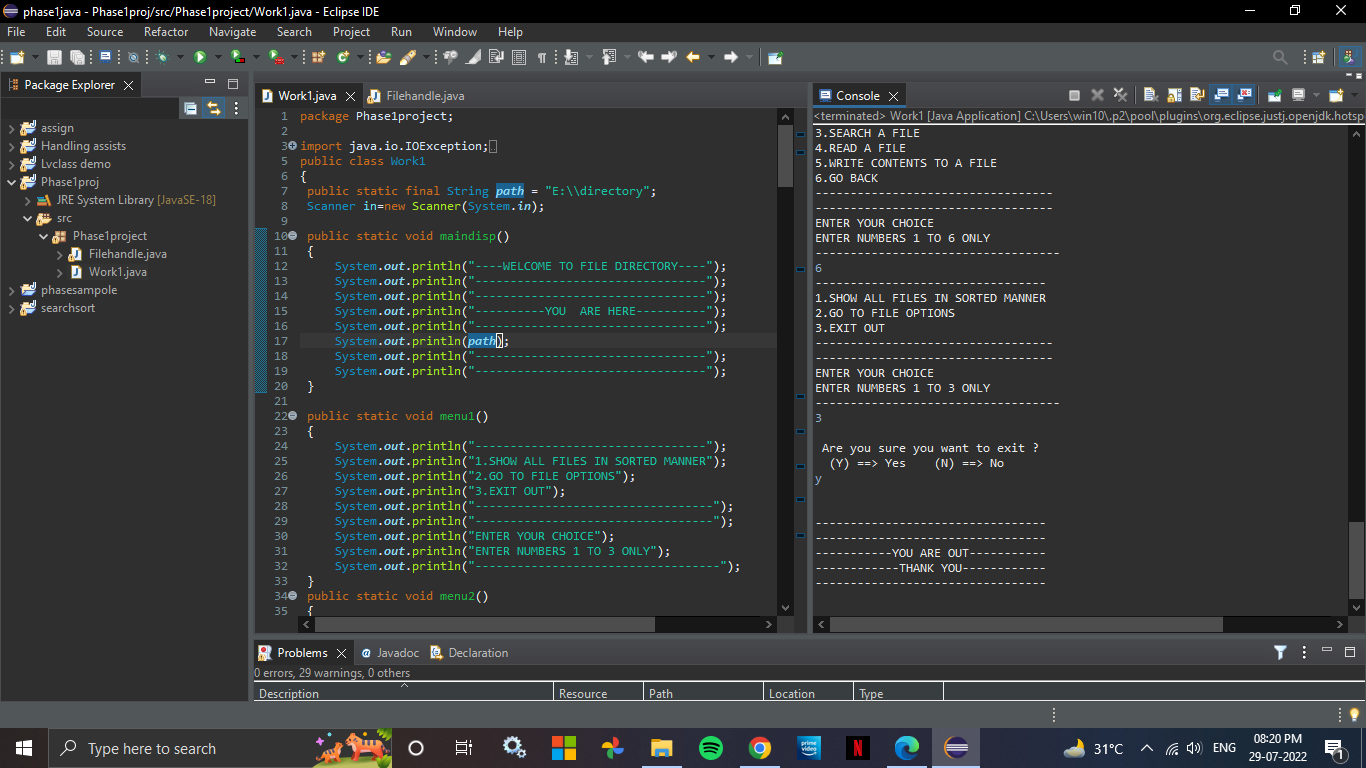 phase1java - Phase1proj/src/Phase1project/Work1.java - Eclipse IDE
File Edit Source Refactor Navigate Search Project Run Window Help
Package Explorer
assign
Handling assists
Lvclass demo
Phase1proj
JRE System Library [JavaSE-18]
src
Phase1project
Filehandle.java
Work1.java
phasesampole
searchsort
Work1.java Filehandle.java
1 package Phase1project;
2
3 import java.io.IOException;
5 public class Work1
6 {
7 public static final String path = "E:\\directory";
8 Scanner in=new Scanner(System.in);
9
10 public static void maindisp()
11 {
12 System.out.println("----WELCOME TO FILE DIRECTORY----");
13 System.out.println("---------------------------------");
14 System.out.println("---------------------------------");
15 System.out.println("----------YOU  ARE HERE----------");
16 System.out.println("---------------------------------");
17 System.out.println(path);
18 System.out.println("---------------------------------");
19 System.out.println("---------------------------------");
20 }
21
22 public static void menu1()
23 {
24 System.out.println("---------------------------------");
25 System.out.println("1.SHOW ALL FILES IN SORTED MANNER");
26 System.out.println("2.GO TO FILE OPTIONS");
27 System.out.println("3.EXIT OUT");
28 System.out.println("----------------------------------");
29 System.out.println("----------------------------------");
30 System.out.println("ENTER YOUR CHOICE");
31 System.out.println("ENTER NUMBERS 1 TO 3 ONLY");
32 System.out.println("-----------------------------------");
33 }
34 public static void menu2()
35 {
Console
<terminated> Work1 [Java Application] C:\Users\win10\.p2\pool\plugins\org.eclipse.justj.openjdk.hotsp
3.SEARCH A FILE
4.READ A FILE
5.WRITE CONTENTS TO A FILE
6.GO BACK
----------------------------------
----------------------------------
ENTER YOUR CHOICE
ENTER NUMBERS 1 TO 6 ONLY
-----------------------------------
6
---------------------------------
1.SHOW ALL FILES IN SORTED MANNER
2.GO TO FILE OPTIONS
3.EXIT OUT
----------------------------------
----------------------------------
ENTER YOUR CHOICE
ENTER NUMBERS 1 TO 3 ONLY
-----------------------------------
3
Are you sure you want to exit ?
(Y) ==> Yes    (N) ==> No
y
---------------------------------
---------------------------------
-----------YOU ARE OUT-----------
------------THANK YOU------------
---------------------------------
Problems Javadoc Declaration
0 errors, 29 warnings, 0 others
Description Resource Path Location Type
Type here to search
prime video
N
31°C
ENG
08:20 PM
29-07-2022
1